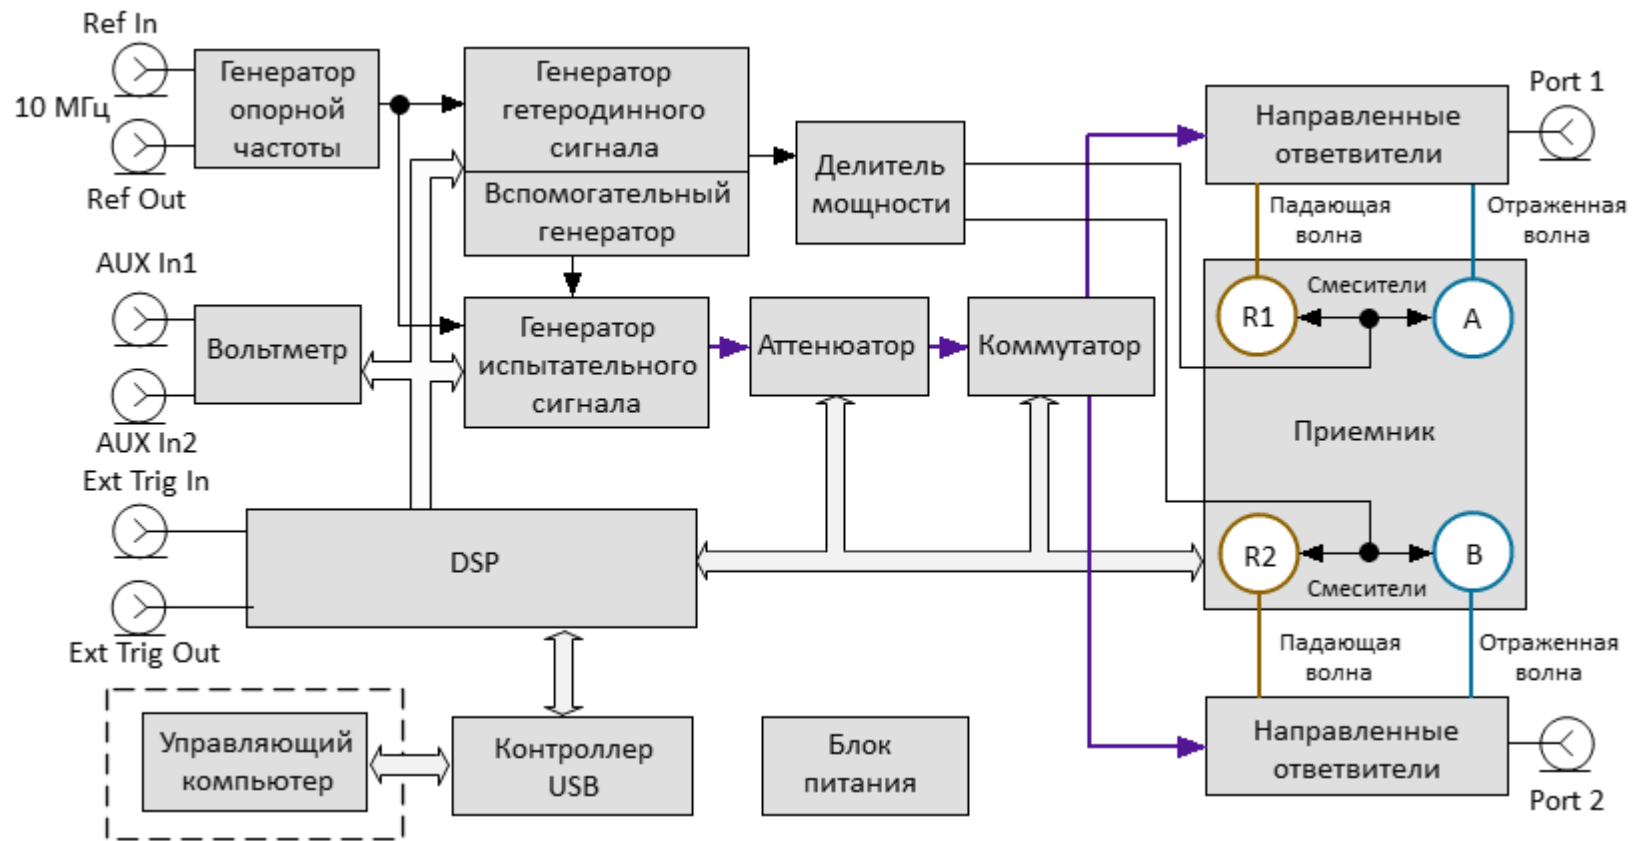 Ref In
10 МГц
Ref Out
Генератор
опорной
частоты
Генератор
гетеродинного
сигнала
Вспомогательный
генератор
Делитель
мощности
Направленные
ответвители
Port 1
Падающая
волна
Отраженная
волна
AUX In1
AUX In2
Вольтметр
Генератор
испытательного
сигнала
Аттенюатор
Коммутатор
R1
Смесители
A
Приемник
R2
Смесители
B
Ext Trig In
Ext Trig Out
DSP
Падающая
волна
Отраженная
волна
Управляющий
компьютер
Контроллер
USB
Блок
питания
Направленные
ответвители
Port 2